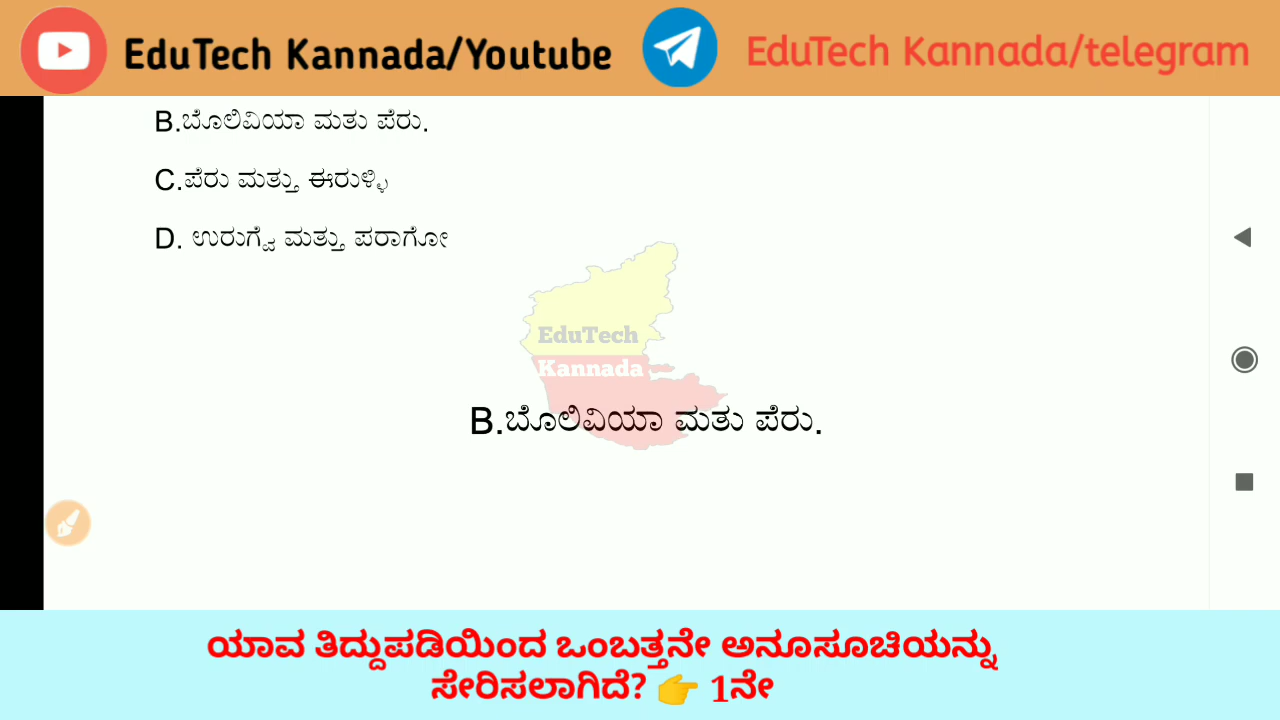 EduTech Kannada/Youtube
EduTech Kannada/telegram
B.ಬೊಲಿವಿಯಾ ಮತು ಪೆರು.
C.ಪೆರು ಮತ್ತು ಈರುಳ್ಳಿ
D. ಉರುಗ್ವೆ ಮತ್ತು ಪರಾಗೋ
EduTech
Kannada
B.ಬೊಲಿವಿಯಾ ಮತು ಪೆರು.
ಯಾವ ತಿದ್ದುಪಡಿಯಿಂದ ಒಂಬತ್ತನೇ ಅನೂಸೂಚಿಯನ್ನು
ಸೇರಿಸಲಾಗಿದೆ? 👉 1ನೇ